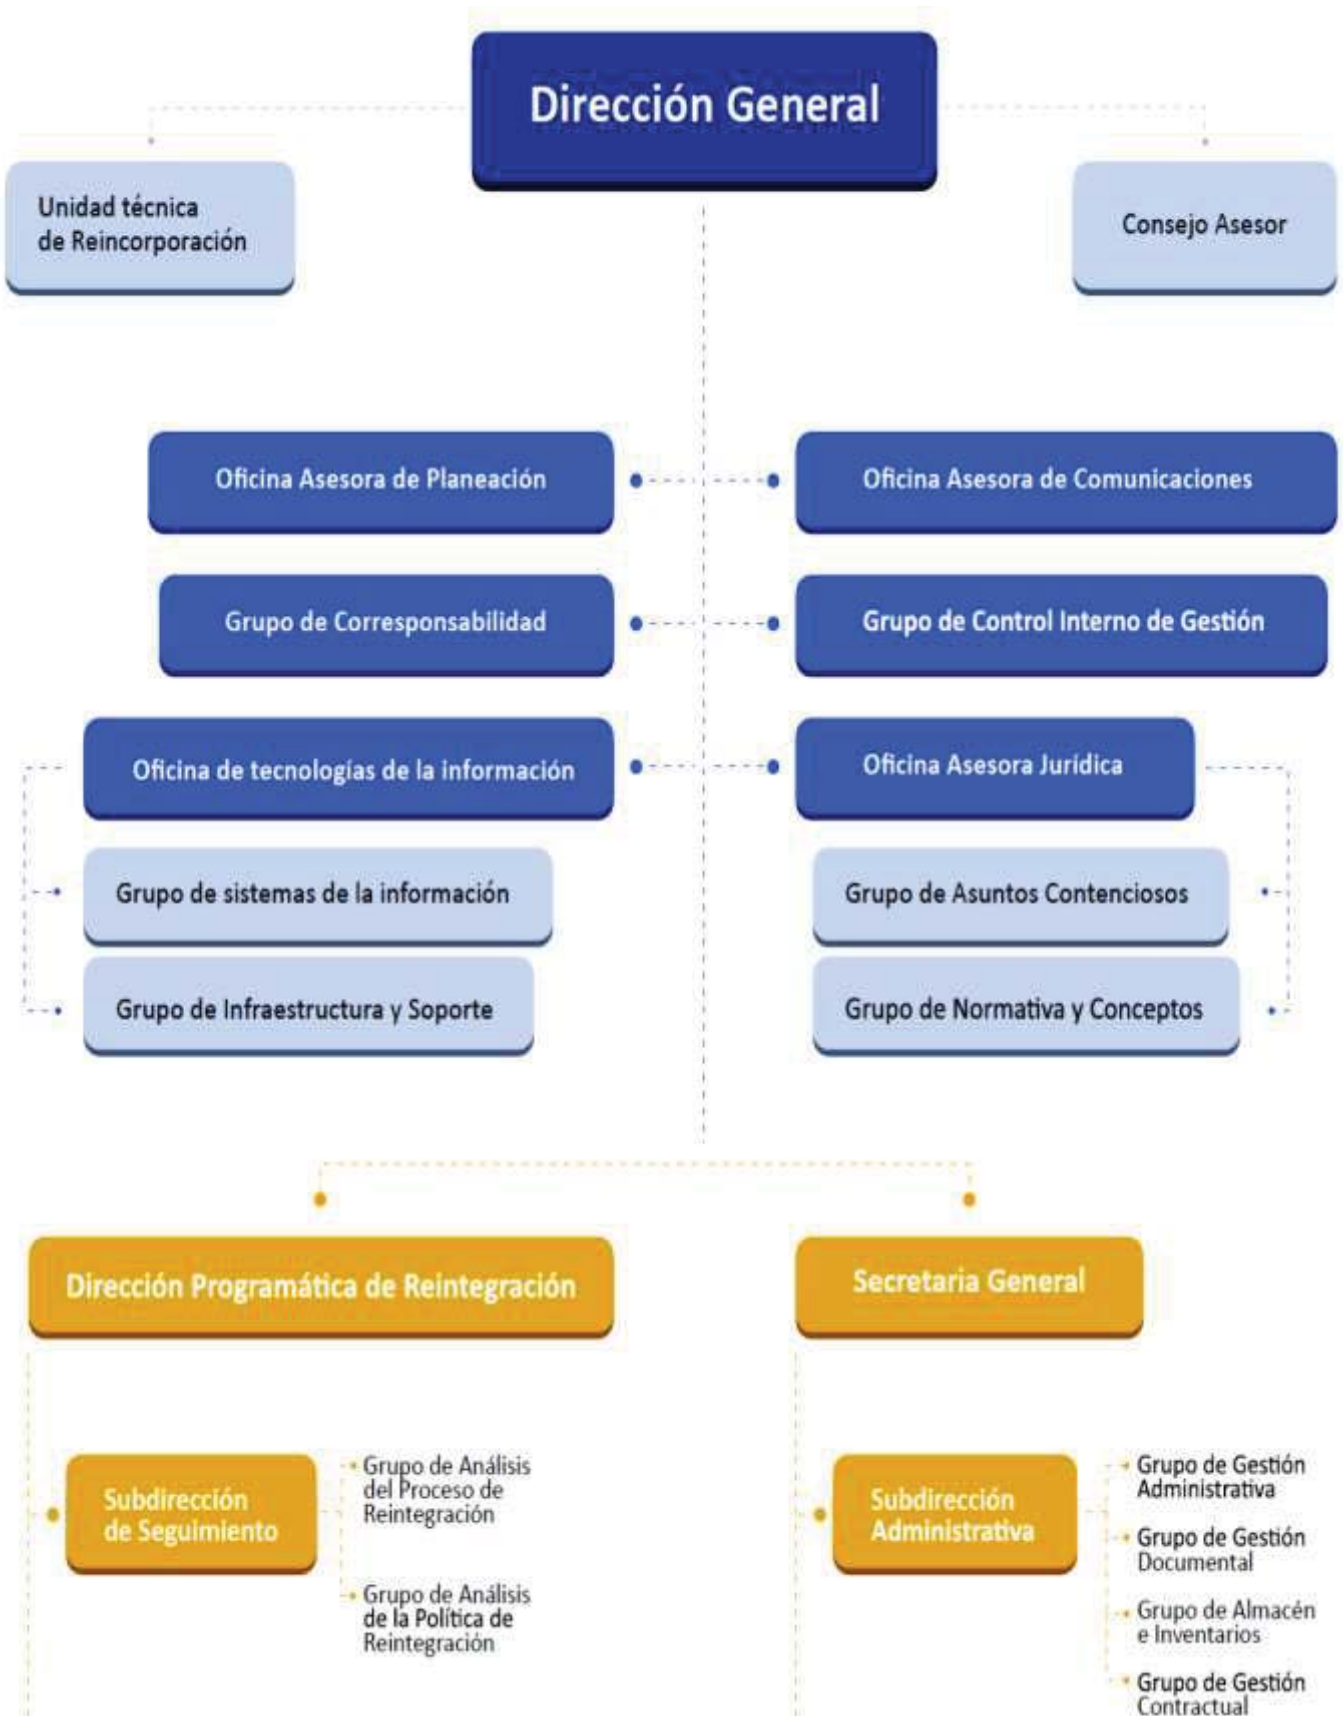 Dirección General
Unidad técnica
de Reincorporación
Consejo Asesor
Oficina Asesora de Planeación
Oficina Asesora de Comunicaciones
Grupo de Corresponsabilidad
Grupo de Control Interno de Gestión
Oficina de tecnologías de la información
Oficina Asesora Jurídica
Grupo de sistemas de la información
Grupo de Asuntos Contenciosos
Grupo de Infraestructura y Soporte
Grupo de Normativa y Conceptos
Dirección Programática de Reintegración
Secretaria General
Subdirección
de Seguimiento
Grupo de Análisis
del Proceso de
Reintegración
Grupo de Análisis
de la Política de
Reintegración
Subdirección
Administrativa
Grupo de Gestión
Administrativa
Grupo de Gestión
Documental
Grupo de Almacén
e Inventarios
Grupo de Gestión
Contractual